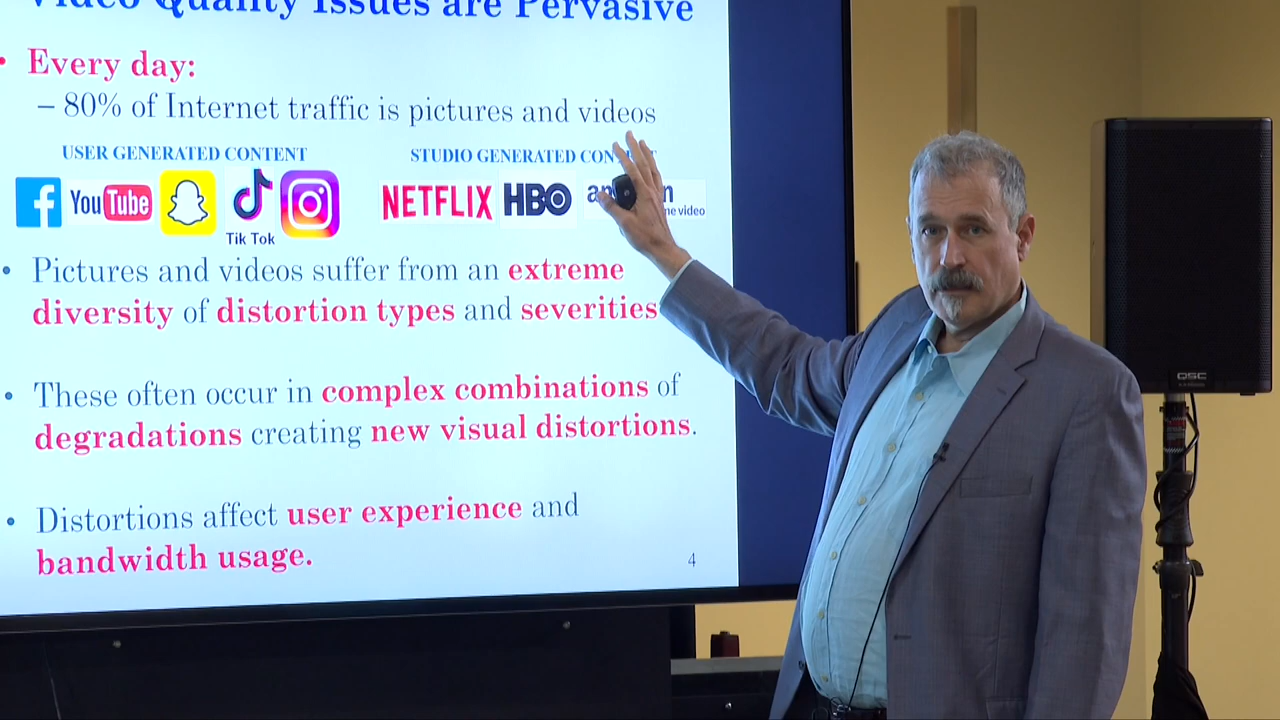 Video Quality Issues are Pervasive
• Every day:
– 80% of Internet traffic is pictures and videos
USER GENERATED CONTENT
STUDIO GENERATED
f
YouTube
Tik Tok
NETFLIX
HBO
video
• Pictures and videos suffer from an extreme
diversity of distortion types and severities
• These often occur in complex combinations of
degradations creating new visual distortions.
• Distortions affect user experience and
bandwidth usage.
4
QSC